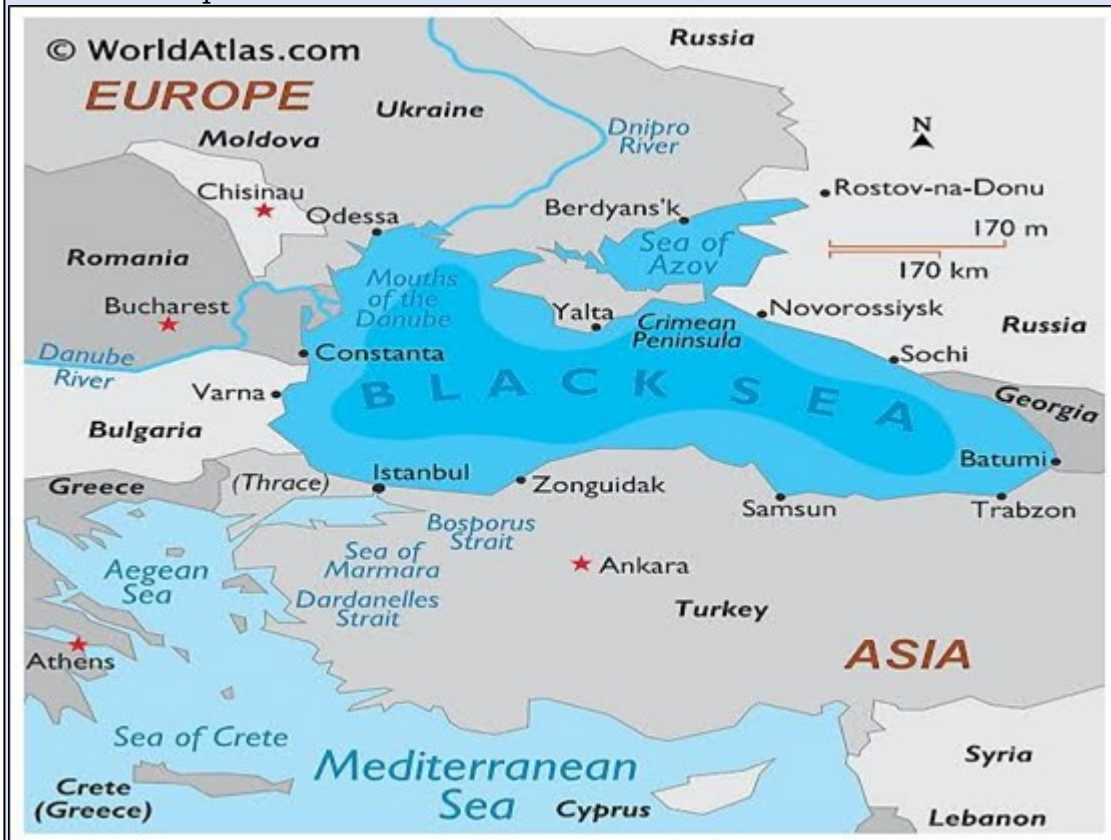 © WorldAtlas.com
EUROPE
Russia
Ukraine
Moldova
Dnipro
River
N
Chisinau
Odessa
Berdyans'k
Rostov-na-Donu
170 m
170 km
Sea of
Azov
Romania
Bucharest
Mouths
of the
Danube
Yalta
Crimean
Peninsula
Novorossiysk
Russia
Danube
River
Constanta
Sochi
Varna
BLACK SEA
Georgia
Bulgaria
Batumi
Greece
(Thrace)
Istanbul
Zonguidak
Samsun
Trabzon
Bosporus
Strait
Sea of
Marmara
Ankara
Aegean
Sea
Dardanelles
Strait
Turkey
Athens
ASIA
Sea of Crete
Mediterranean
Sea
Syria
Crete
(Greece)
Cyprus
Lebanon